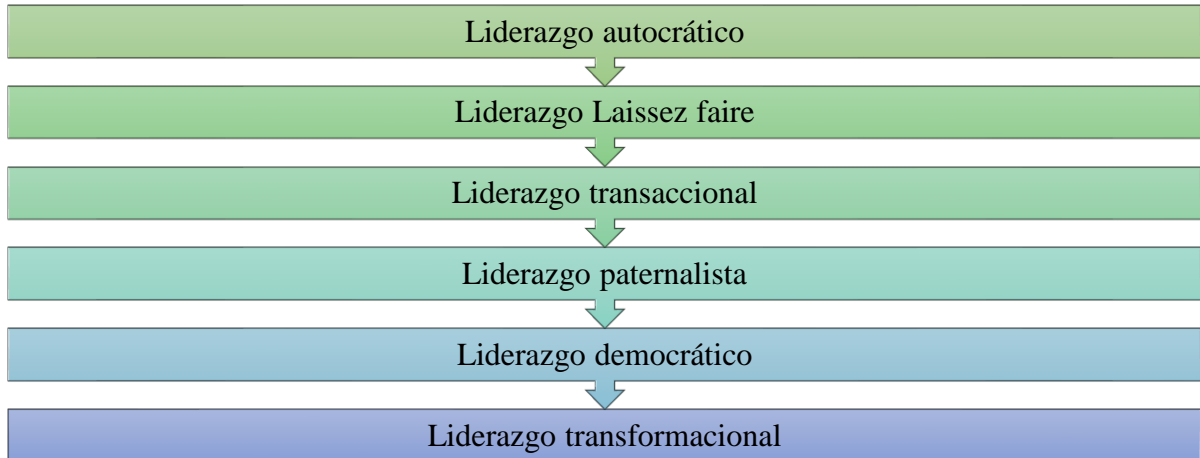 Liderazgo autocrático
Liderazgo Laissez faire
Liderazgo transaccional
Liderazgo paternalista
Liderazgo democrático
Liderazgo transformacional